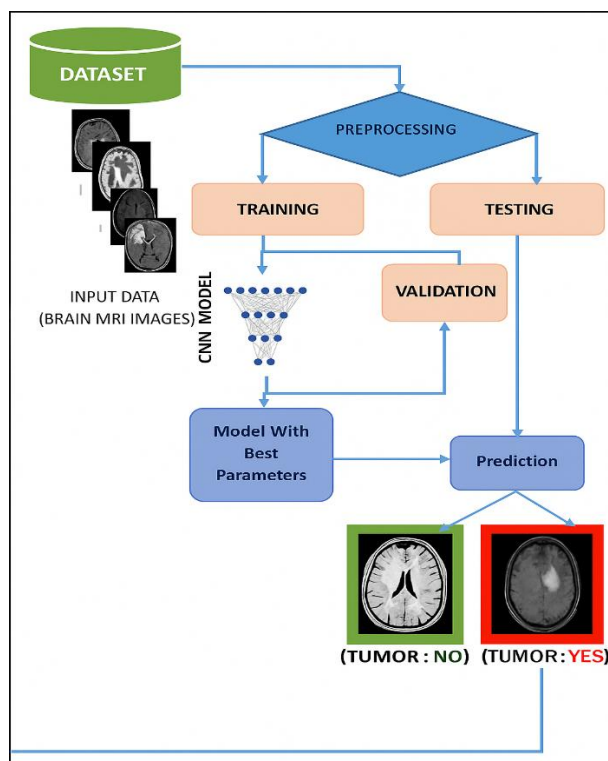 DATASET
PREPROCESSING
TRAINING
TESTING
INPUT DATA
(BRAIN MRI IMAGES)
CNN MODEL
VALIDATION
Model With
Best
Parameters
Prediction
(TUMOR : NO)
(TUMOR : YES)